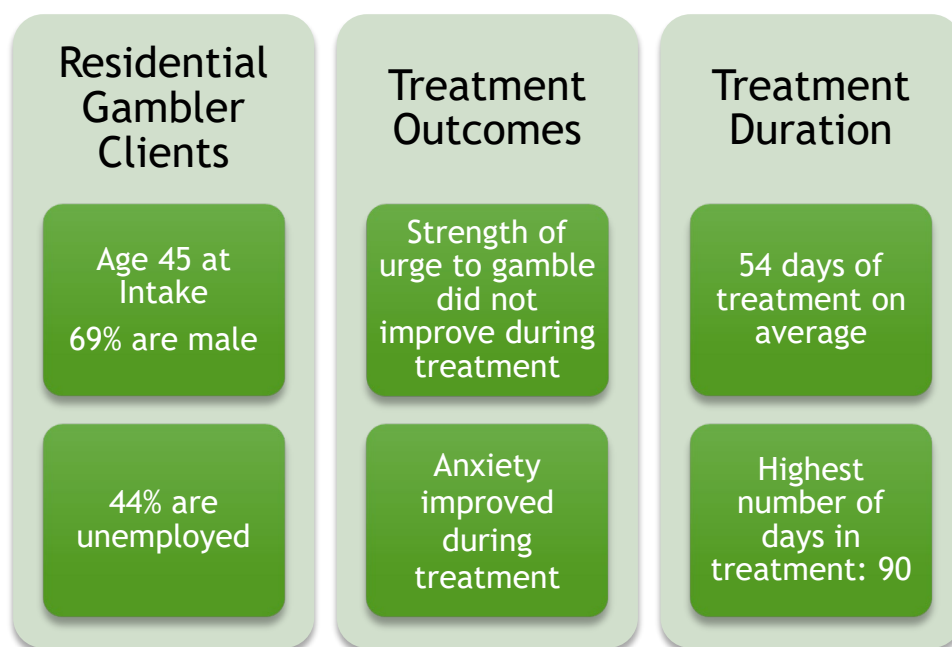 Residential
Gambler
Clients
Age 45 at
Intake
69% are male
44% are
unemployed
Treatment
Outcomes
Strength of
urge to gamble
did not
improve during
treatment
Anxiety
improved
during
treatment
Treatment
Duration
54 days of
treatment on
average
Highest
number of
days in
treatment: 90